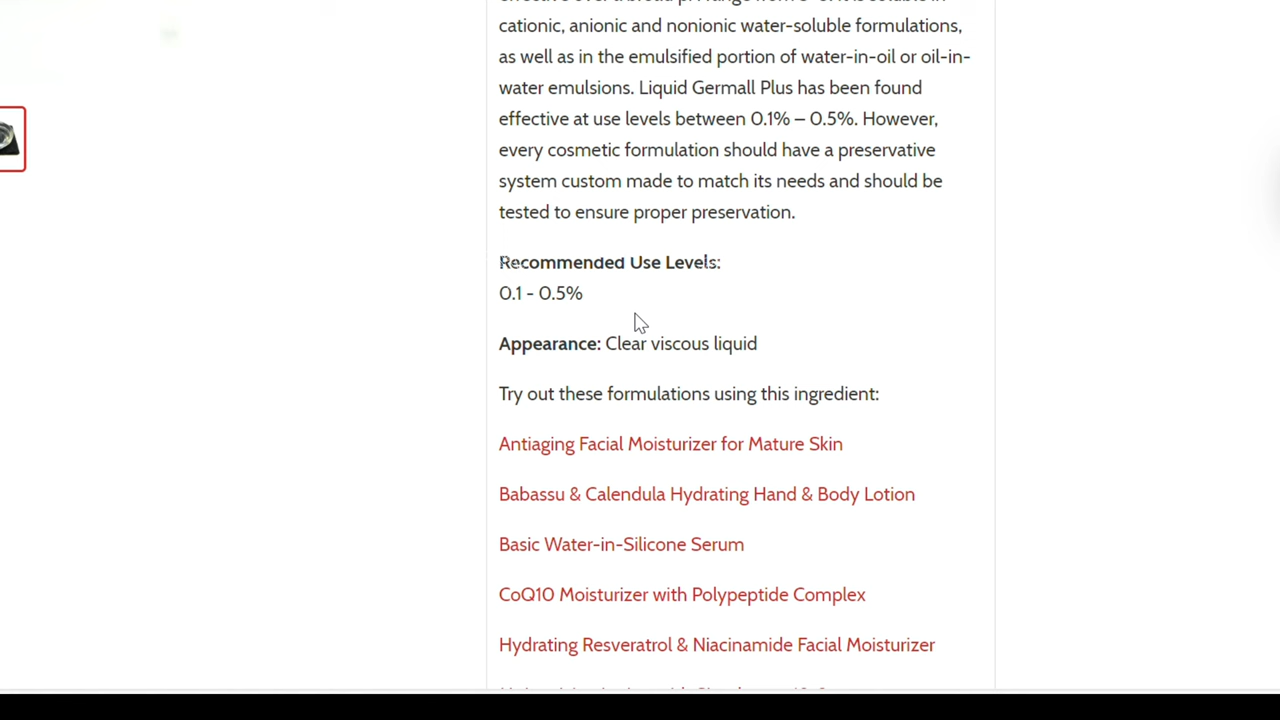 cationic, anionic and nonionic water-soluble formulations,
as well as in the emulsified portion of water-in-oil or oil-in-
water emulsions. Liquid Germall Plus has been found
effective at use levels between 0.1% – 0.5%. However,
every cosmetic formulation should have a preservative
system custom made to match its needs and should be
tested to ensure proper preservation.
Recommended Use Levels:
0.1 - 0.5%
Appearance: Clear viscous liquid
Try out these formulations using this ingredient:
Antiaging Facial Moisturizer for Mature Skin
Babassu & Calendula Hydrating Hand & Body Lotion
Basic Water-in-Silicone Serum
CoQ10 Moisturizer with Polypeptide Complex
Hydrating Resveratrol & Niacinamide Facial Moisturizer